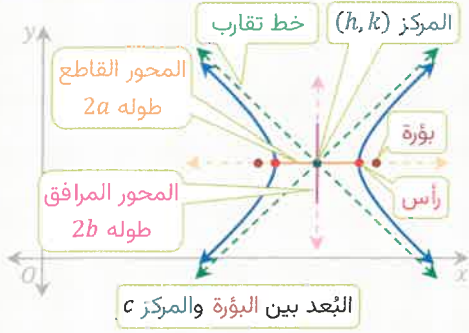 المركز (h, k)
خط تقارب
y
المحور القاطع
طوله 2a
بؤرة
رأس
المحور المرافق
طوله 2b
O
x
البُعد بين البؤرة والمركز c